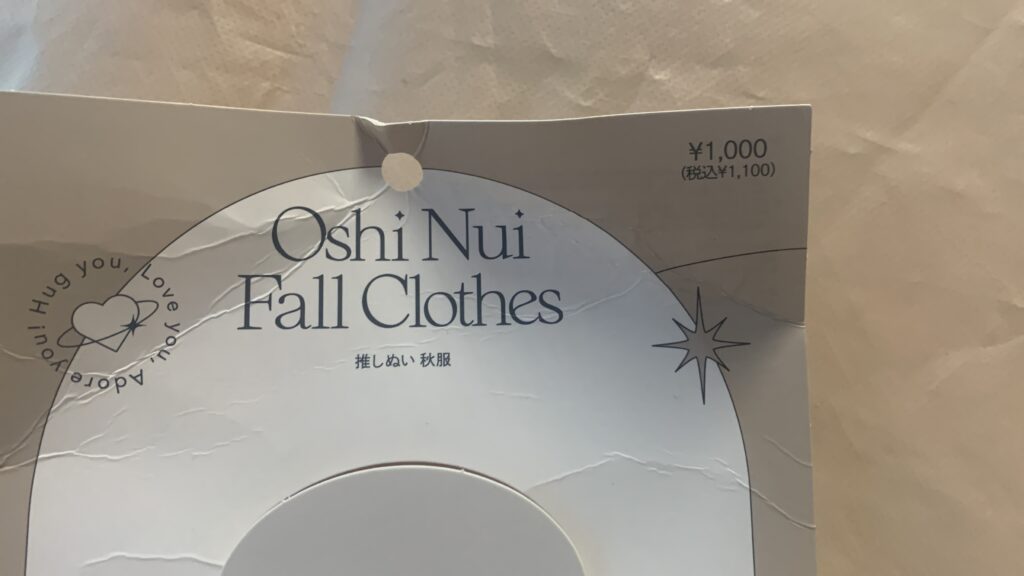 ¥1,000
(税込¥1,100)
Oshi Nui
Fall Clothes
推しぬい 秋服
Hug you, Love you, Adore you!